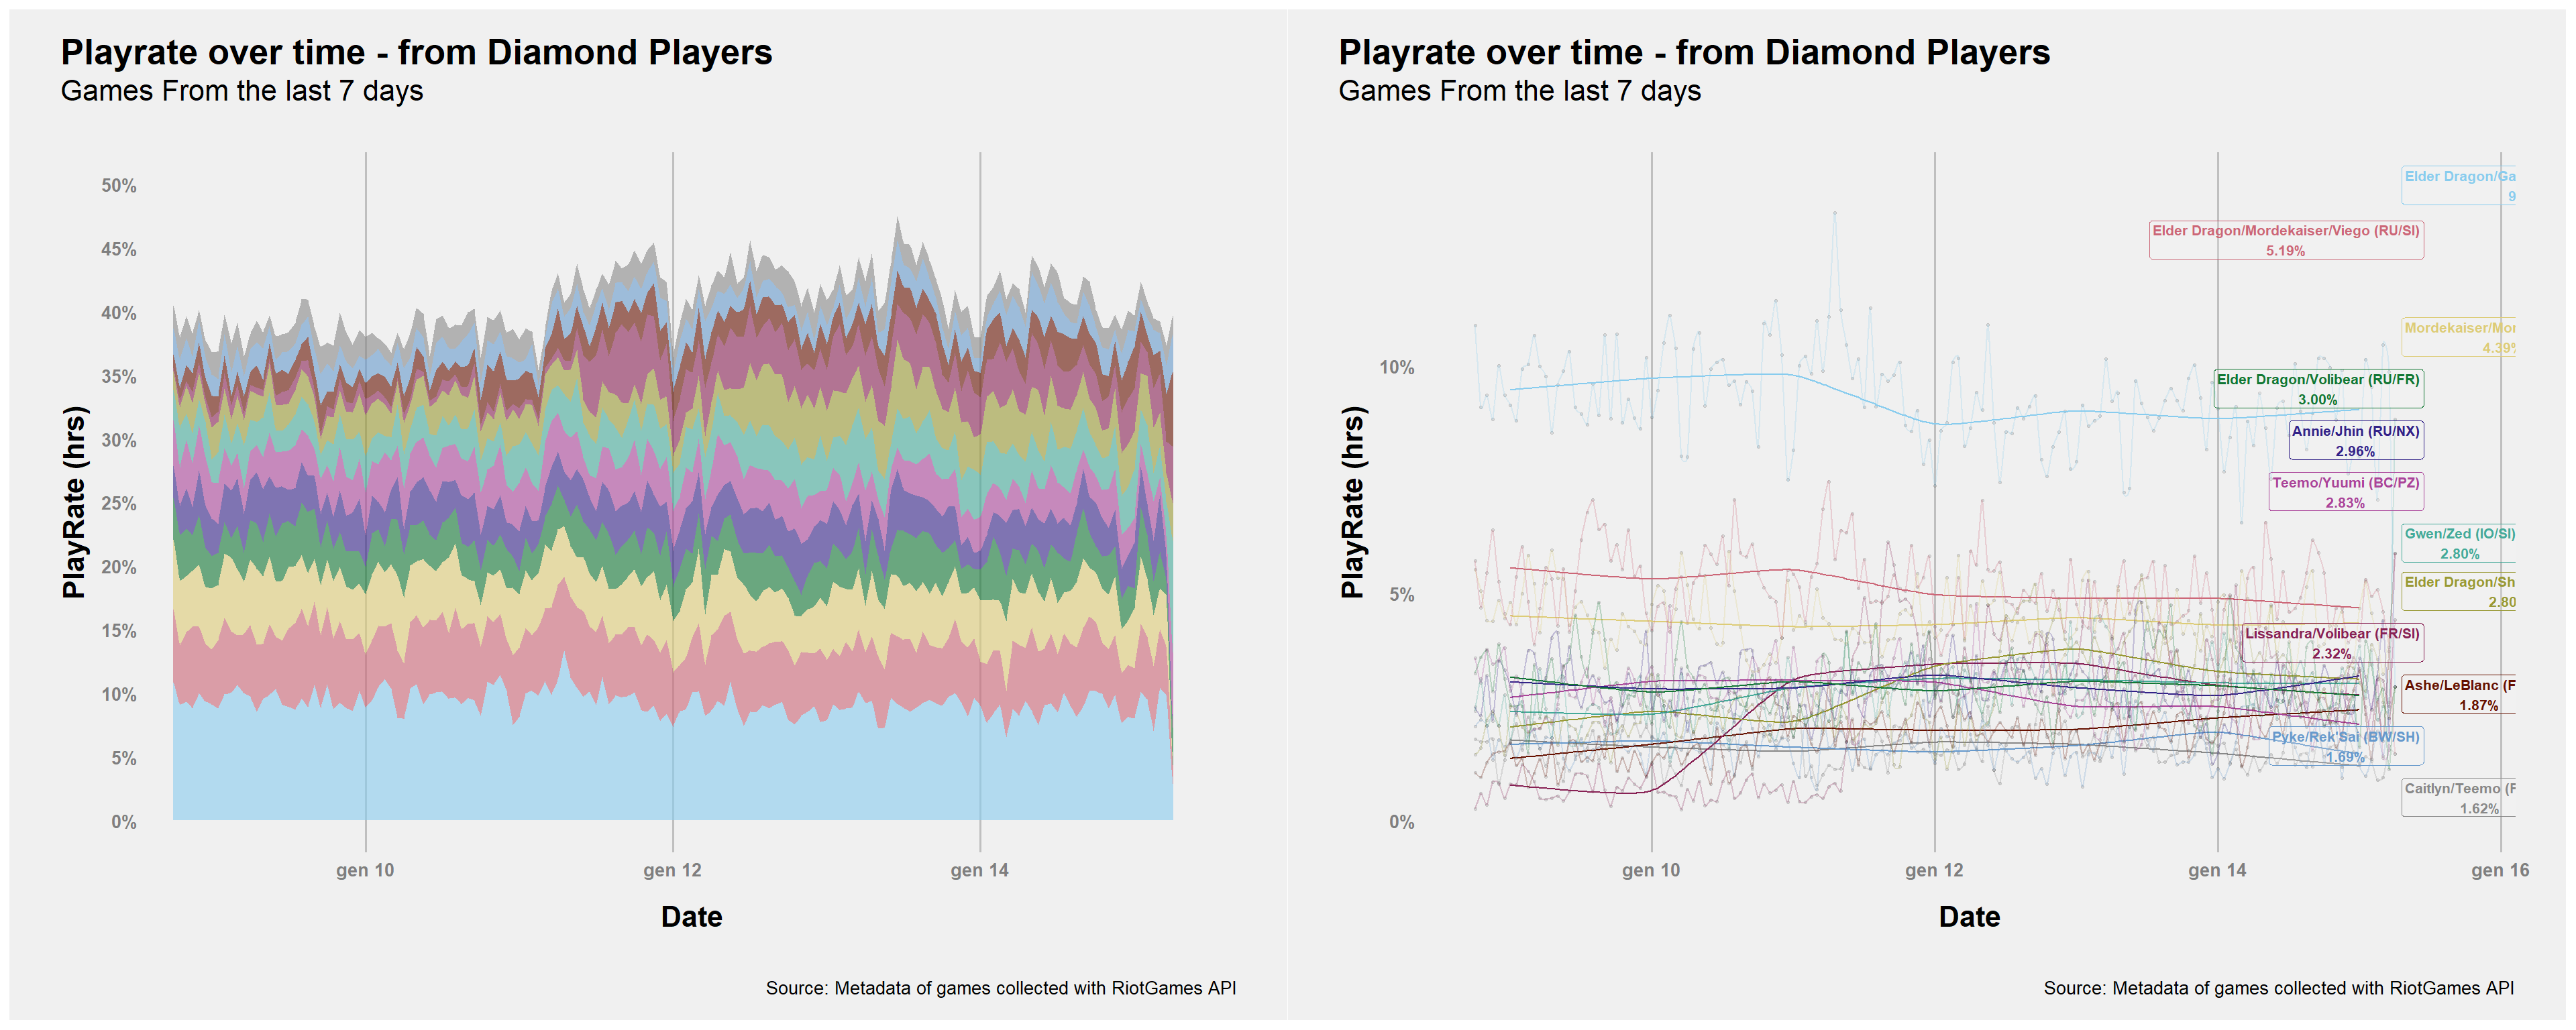 Playrate over time - from Diamond Players
Games From the last 7 days
PlayRate (hrs)
50%
45%
40%
35%
30%
25%
20%
15%
10%
5%
0%
gen 10
gen 12
gen 14
Date
Source: Metadata of games collected with RiotGames API
Playrate over time - from Diamond Players
Games From the last 7 days
PlayRate (hrs)
10%
5%
0%
Elder Dragon/Ga
9
Elder Dragon/Mordekaiser/Viego (RU/SI)
5.19%
Mordekaiser/Mor
4.39%
Elder Dragon/Volibear (RU/FR)
3.00%
Annie/Jhin (RU/NX)
2.96%
Teemo/Yuumi (BC/PZ)
2.83%
Gwen/Zed (IO/SI)
2.80%
Elder Dragon/Sh
2.80
Lissandra/Volibear (FR/SI)
2.32%
Ashe/LeBlanc (F
1.87%
Pyke/Rek'Sai (BW/SH)
1.69%
Caitlyn/Teemo (F
1.62%
gen 10
gen 12
gen 14
gen 16
Date
Source: Metadata of games collected with RiotGames API